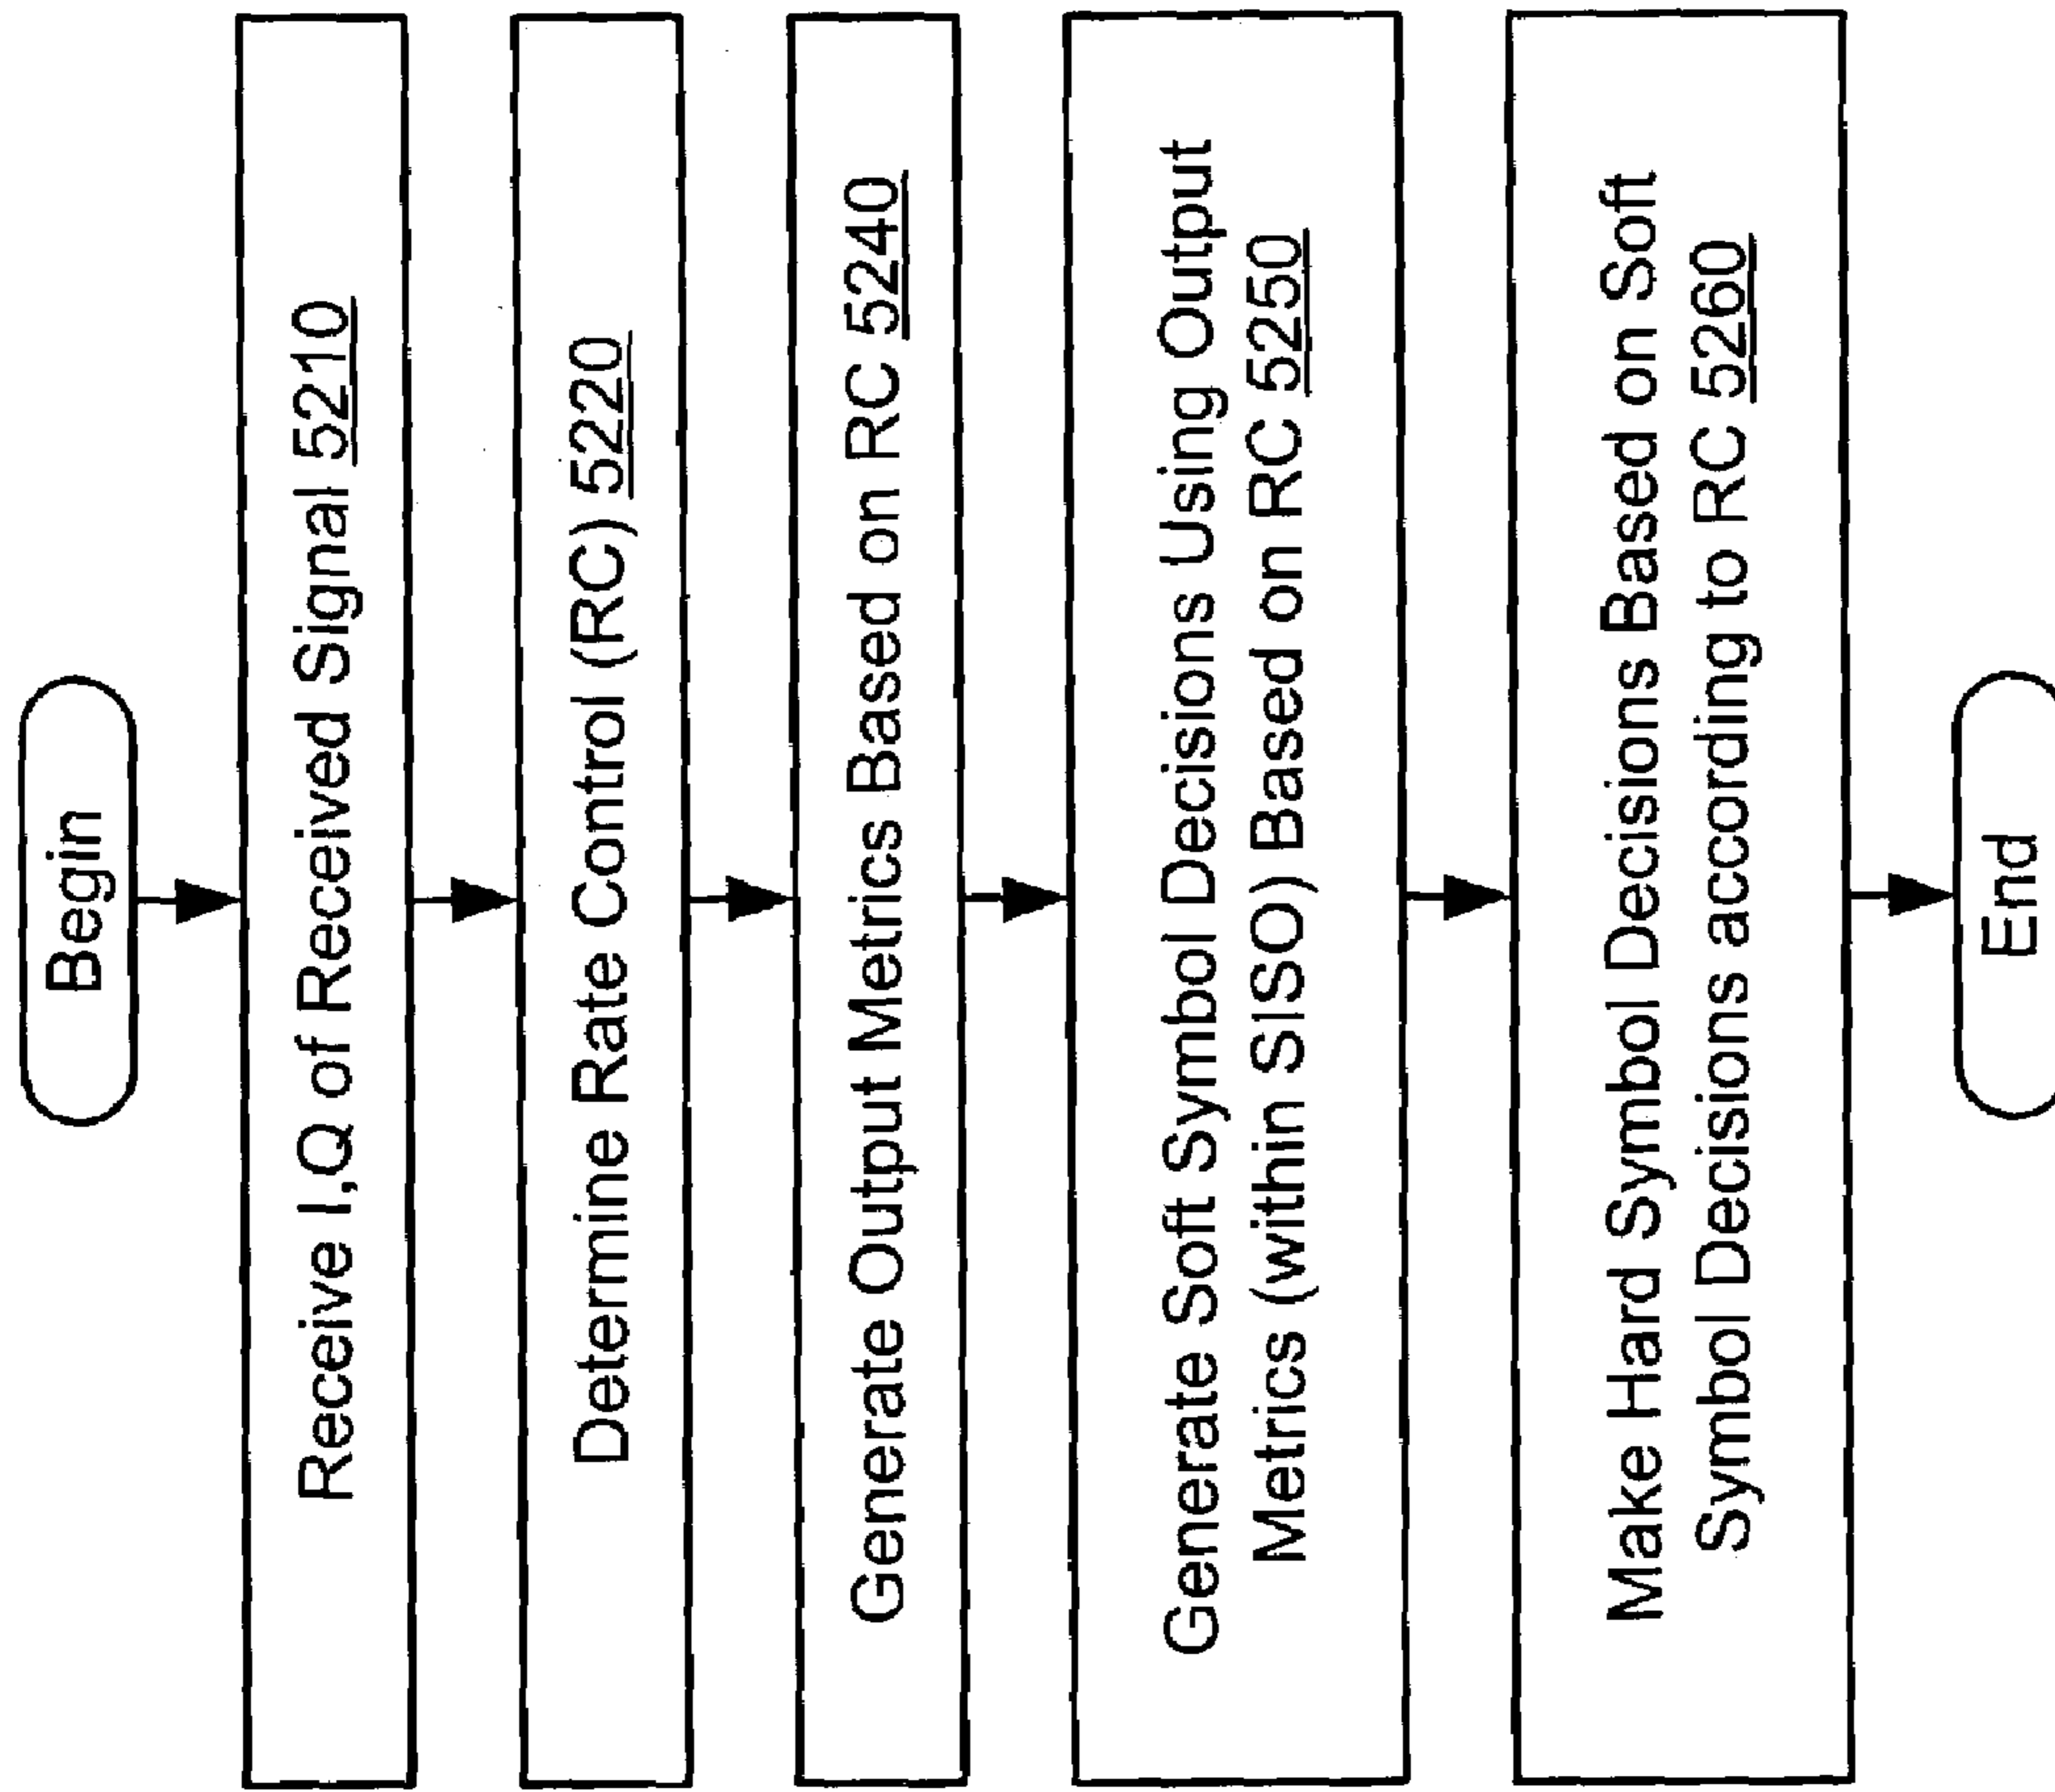 Begin
Receive I,Q of Received Signal 5210
Determine Rate Control (RC) 5220
Generate Output Metrics Based on RC 5240
Generate Soft Symbol Decisions Using Output
Metrics (within SISO) Based on RC 5250
Make Hard Symbol Decisions Based on Soft
Symbol Decisions according to RC 5260
End